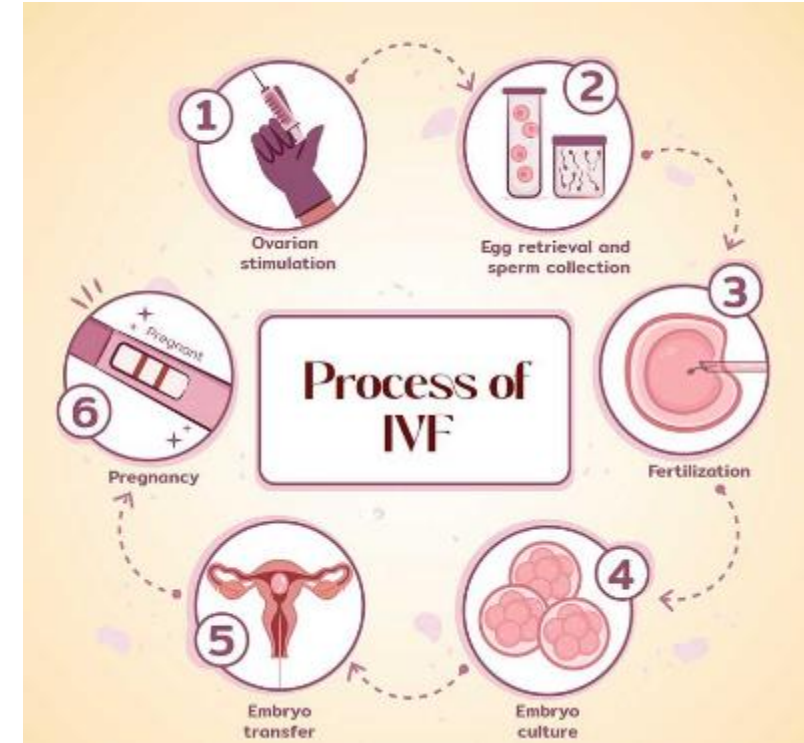 1
Ovarian
stimulation
2
Egg retrieval and
sperm collection
3
Fertilization
4
Embryo
culture
5
Embryo
transfer
6
Pregnant
Pregnancy
Process of
IVF